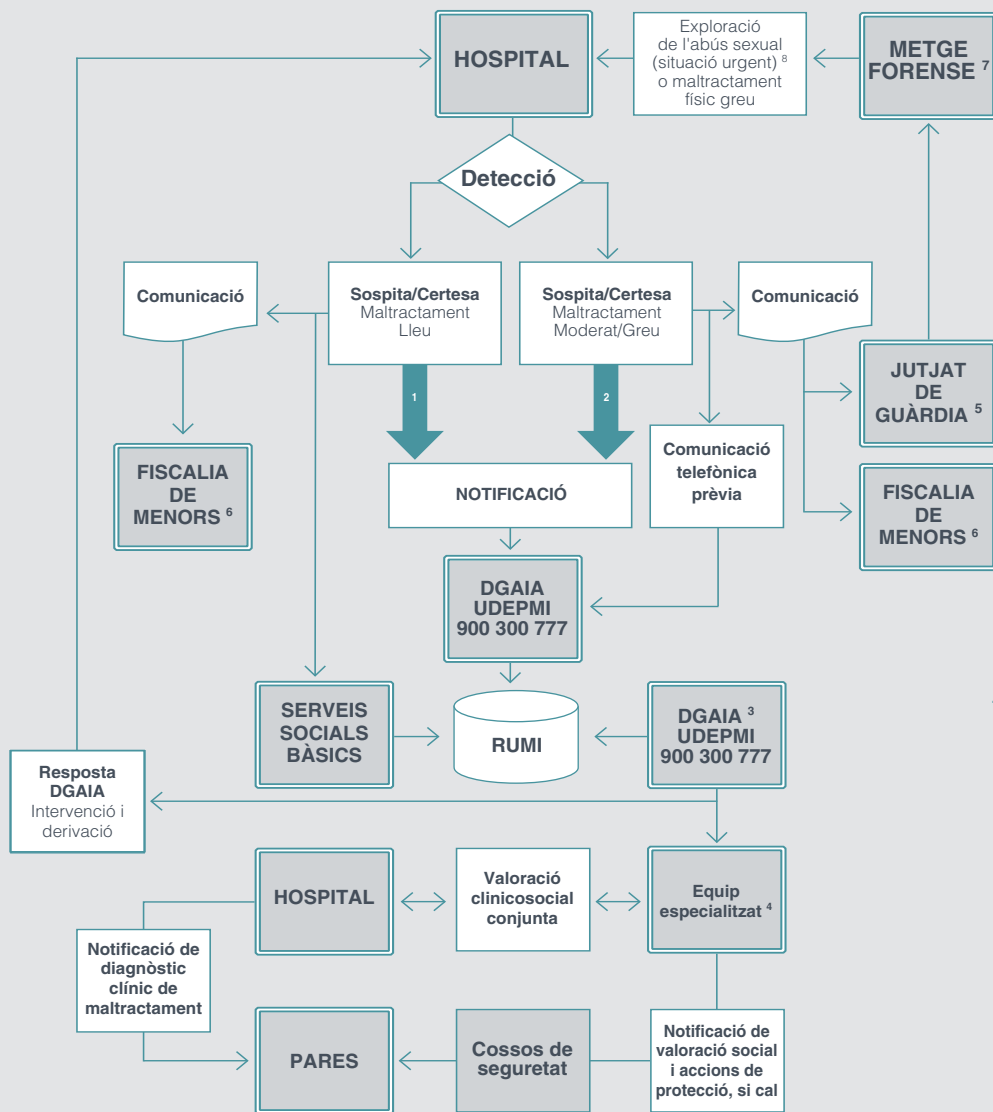 HOSPITAL
Exploració
de l'abús sexual
(situació urgent) 8
o maltractament
físic greu
METGE
FORENSE 7
Detecció
Comunicació
Sospita/Certesa
Maltractament
Lleu
Sospita/Certesa
Maltractament
Moderat/Greu
Comunicació
1
2
JUTJAT
DE
GUÀRDIA 5
FISCALIA
DE
MENORS 6
NOTIFICACIÓ
Comunicació
telefònica
prèvia
FISCALIA
DE
MENORS 6
DGAIA
UDEPMI
900 300 777
SERVEIS
SOCIALS
BÀSICS
RUMI
DGAIA 3
UDEPMI
900 300 777
Resposta
DGAIA
Intervenció i
derivació
HOSPITAL
Valoració
clinicosocial
conjunta
Equip
especialitzat 4
Notificació de
diagnòstic
clínic de
maltractament
PARES
Cossos de
seguretat
Notificació de
valoració social
i accions de
protecció, si cal